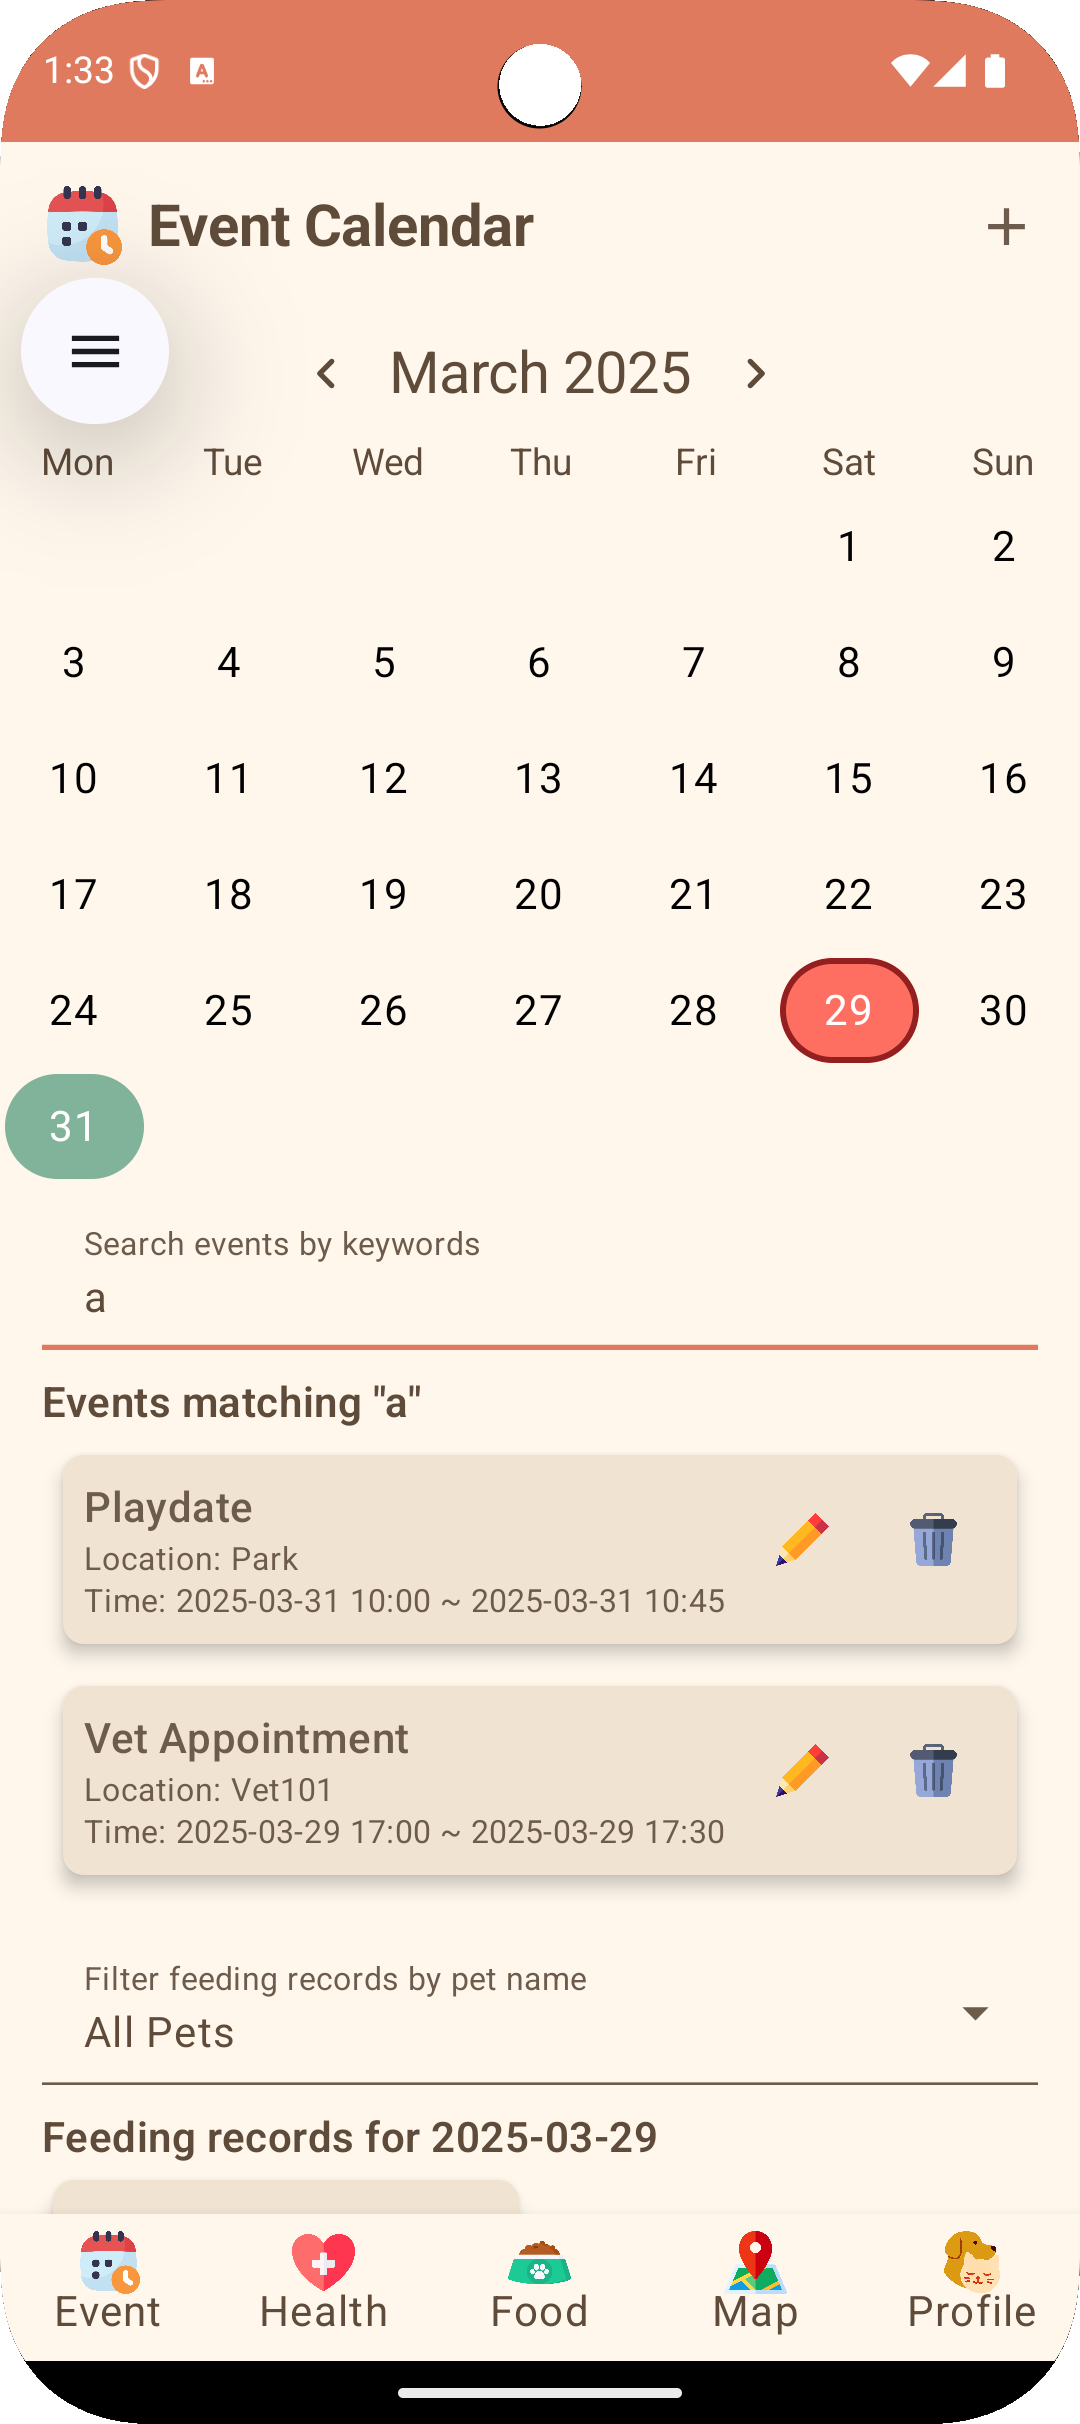 1:33
Event Calendar
March 2025
Mon Tue Wed Thu Fri Sat Sun
1 2
3 4 5 6 7 8 9
10 11 12 13 14 15 16
17 18 19 20 21 22 23
24 25 26 27 28 29 30
31
Search events by keywords
a
Events matching "a"
Playdate
Location: Park
Time: 2025-03-31 10:00 ~ 2025-03-31 10:45
Vet Appointment
Location: Vet101
Time: 2025-03-29 17:00 ~ 2025-03-29 17:30
Filter feeding records by pet name
All Pets
Feeding records for 2025-03-29
Event Health Food Map Profile